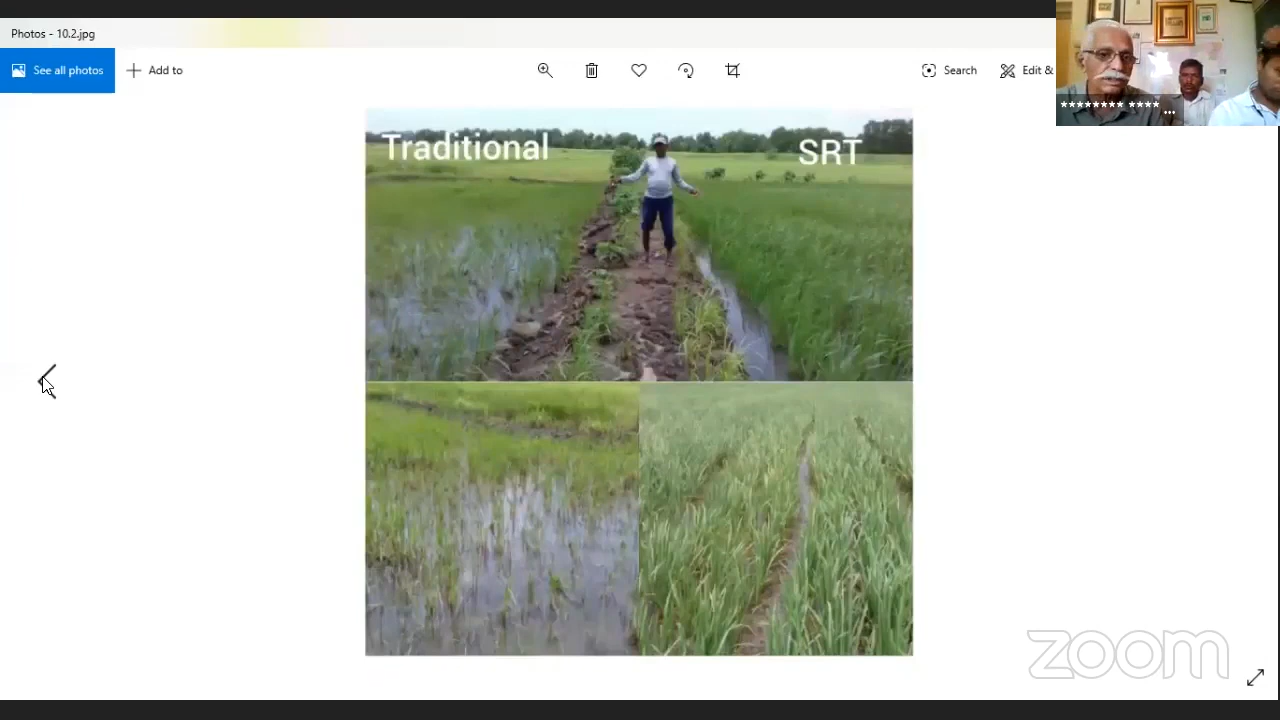 Photos - 10.2.jpg
See all photos
Add to
Search
Edit &
******** **** ...
Traditional
SRT
zoom